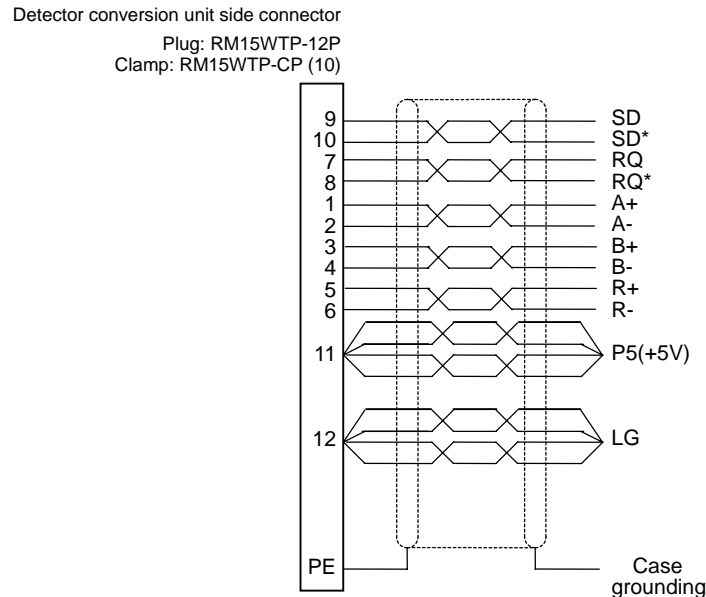 Detector conversion unit side connector
Plug: RM15WTP-12P
Clamp: RM15WTP-CP (10)
9 SD
10 SD*
7 RQ
8 RQ*
1 A+
2 A-
3 B+
4 B-
5 R+
6 R-
11 P5(+5V)
12 LG
PE Case
grounding